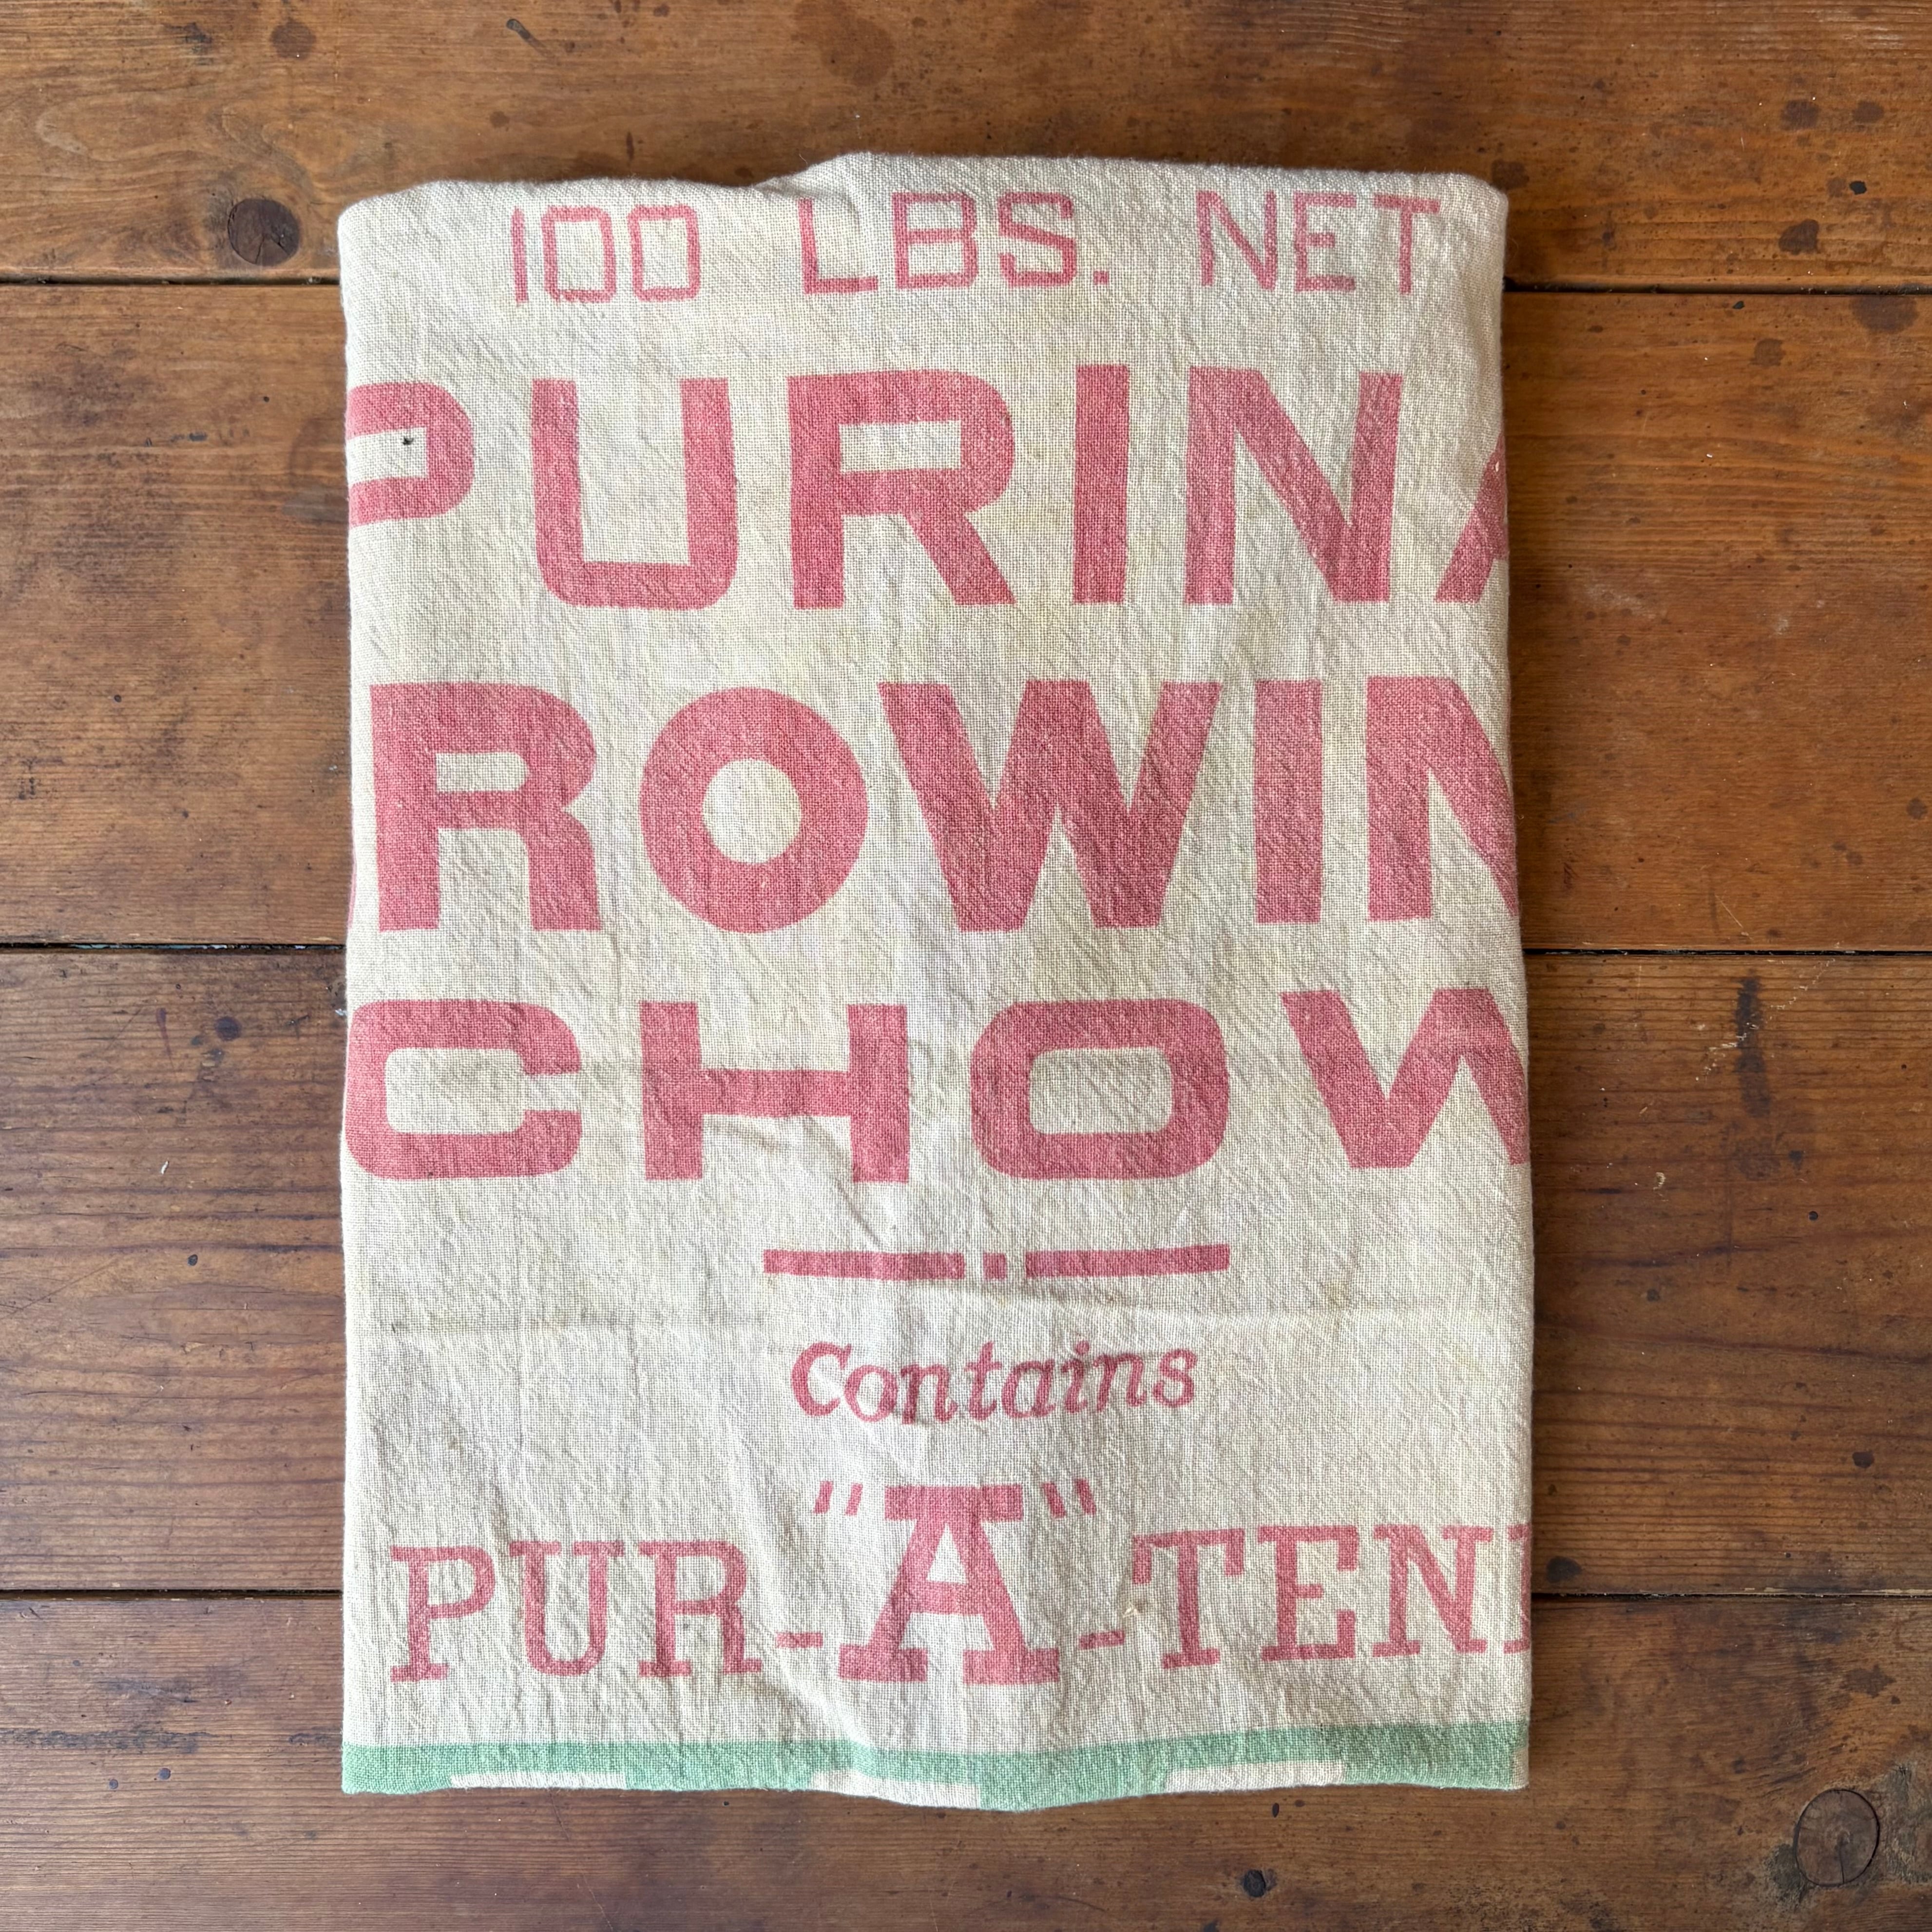 100 LBS. NET
PURINA
ROWIN
CHOW
Contains
PUR-"A"-TEN